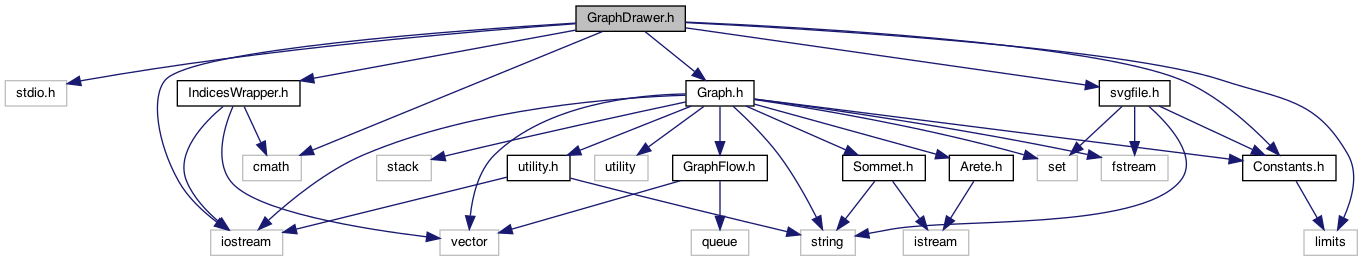 GraphDrawer.h
stdio.h
IndicesWrapper.h
Graph.h
svgfile.h
cmath
stack
utility.h
utility
GraphFlow.h
Sommet.h
Arete.h
set
fstream
Constants.h
iostream
vector
queue
string
istream
limits